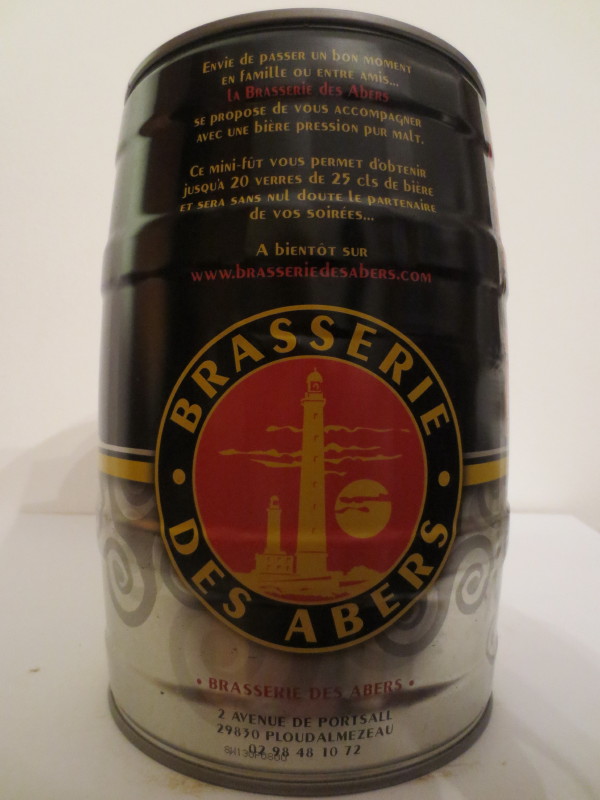 Envie de passer un bon moment
en famille ou entre amis...
la Brasserie des Abers
se propose de vous accompagner
avec une bière pression pur malt.
Ce mini-fût vous permet d'obtenir
jusqu'à 20 verres de 25 cls de bière
et sera sans nul doute le partenaire
de vos soirées...
A bientôt sur
www.brasseriedesabers.com
BRASSERIE
DES ABERS
• BRASSERIE DES ABERS •
2 AVENUE DE PORTSALL
29830 PLOUDALMEZEAU
02 98 48 10 72